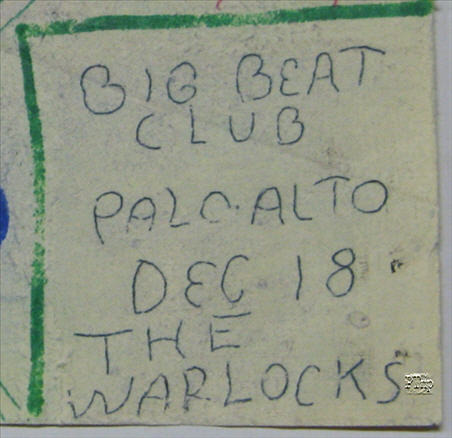 BIG BEAT
CLUB
PALO·ALTO
DEC 18
THE
WARLOCKS